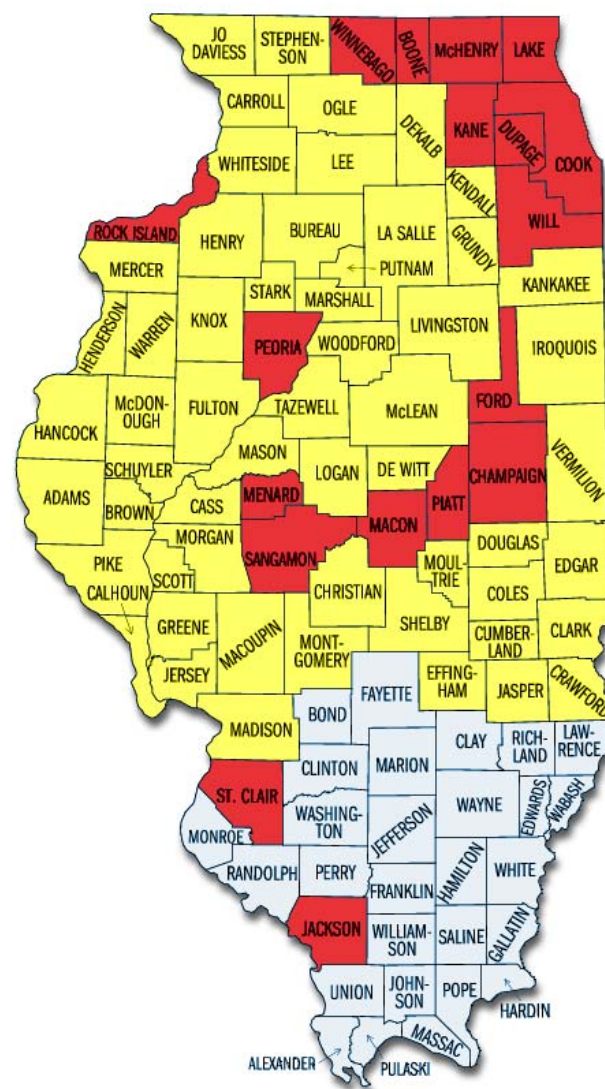 JO
DAVIESS
STEPHEN-
SON
WINNEBAGO
BOONE
McHENRY
LAKE
CARROLL
OGLE
DEKALB
KANE
DUPAGE
COOK
WHITESIDE
LEE
KENDALL
WILL
ROCK ISLAND
HENRY
BUREAU
LA SALLE
GRUNDY
MERCER
PUTNAM
KANKAKEE
STARK
MARSHALL
HENDERSON
WARREN
KNOX
PEORIA
WOODFORD
LIVINGSTON
IROQUOIS
FORD
HANCOCK
McDON-
OUGH
FULTON
TAZEWELL
McLEAN
SCHUYLER
MASON
VERMILION
ADAMS
BROWN
CASS
MENARD
LOGAN
DE WITT
PIATT
CHAMPAIGN
MACON
MORGAN
SANGAMON
DOUGLAS
PIKE
SCOTT
CHRISTIAN
MOUL-
TRIE
EDGAR
CALHOUN
COLES
GREENE
MACOUPIN
MONT-
GOMERY
SHELBY
CUMBER-
LAND
CLARK
JERSEY
EFFING-
HAM
JASPER
CRAWFORD
FAYETTE
BOND
MADISON
CLAY
RICH-
LAND
LAW-
RENCE
CLINTON
MARION
ST. CLAIR
WAYNE
EDWARDS
WABASH
WASHING-
TON
JEFFERSON
MONROE
RANDOLPH
PERRY
HAMILTON
WHITE
FRANKLIN
JACKSON
WILLIAM-
SON
SALINE
GALLATIN
UNION
JOHN-
SON
POPE
HARDIN
MASSAC
ALEXANDER
PULASKI